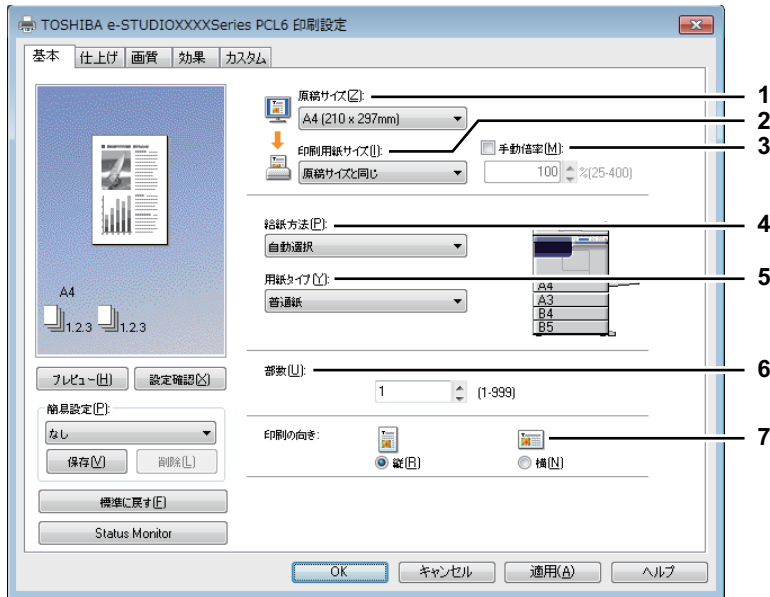 TOSHIBA e-STUDIOXXXXSeries PCL6 印刷設定
基本 仕上げ 画質 効果 カスタム
A4
1.2.3 1.2.3
プレビュー(H) 設定確認(X)
簡易設定(P):
なし
保存(V) 削除(L)
標準に戻す(F)
Status Monitor
原稿サイズ(Z):
A4 (210 x 297mm)
印刷用紙サイズ(I):
原稿サイズと同じ
手動倍率(M):
100 %(25-400)
給紙方法(P):
自動選択
用紙タイプ(Y):
普通紙
A4
A3
B4
B5
部数(U):
1 (1-999)
印刷の向き:
縦(R) 横(N)
OK キャンセル 適用(A) ヘルプ
1
2
3
4
5
6
7